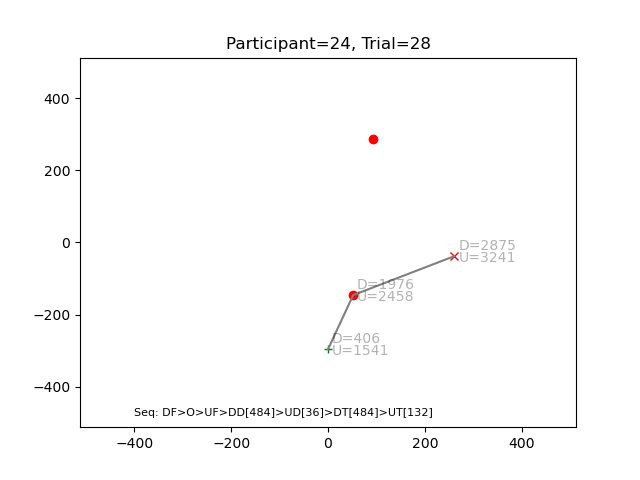 Participant=24, Trial=28
400
200
0
−200
−400
D=2875
U=3241
D=1976
U=2458
D=406
U=1541
Seq: DF>O>UF>DD[484]>UD[36]>DT[484]>UT[132]
−400 −200 0 200 400